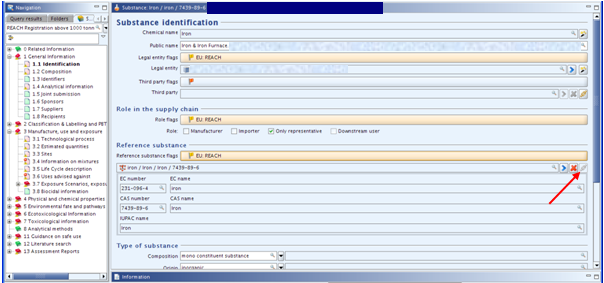 Navigation
Query results Folders S..
REACH Registration above 1000 tonn
0 Related Information
1 General Information
1.1 Identification
1.2 Composition
1.3 Identifiers
1.4 Analytical information
1.5 Joint submission
1.6 Sponsors
1.7 Suppliers
1.8 Recipients
2 Classification & Labelling and PBT
3 Manufacture, use and exposure
3.1 Technological process
3.2 Estimated quantities
3.3 Sites
3.4 Information on mixtures
3.5 Life Cycle description
3.6 Uses advised against
3.7 Exposure Scenarios, exposu
3.8 Biocidal information
4 Physical and chemical properties
5 Environmental fate and pathways
6 Ecotoxicological Information
7 Toxicological information
8 Analytical methods
11 Guidance on safe use
12 Literature search
13 Assessment Reports
Substance: Iron / Iron / 7439-89-6
Substance identification
Chemical name Iron
Public name Iron & Iron Furnace
Legal entity flags EU: REACH
Legal entity
Third party flags
Third party
Role in the supply chain
Role flags EU: REACH
Role: Manufacturer Importer Only representative Downstream user
Reference substance
Reference substance flags EU: REACH
Iron / Iron / Iron / 7439-89-6
EC number EC name
231-096-4 Iron
CAS number CAS name
7439-89-6 Iron
IUPAC name
Iron
Type of substance
Composition mono constituent substance
Origin inorganic
Information